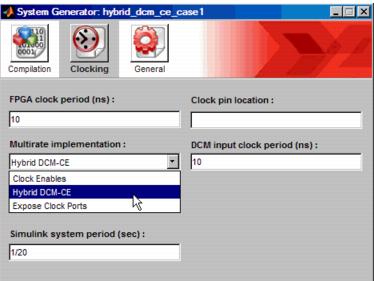 System Generator: hybrid_dcm_ce_case1
Compilation
Clocking
General
FPGA clock period (ns) :
Clock pin location :
10
Multirate implementation :
DCM input clock period (ns) :
Hybrid DCM-CE
10
Clock Enables
Hybrid DCM-CE
Expose Clock Ports
Simulink system period (sec) :
1/20